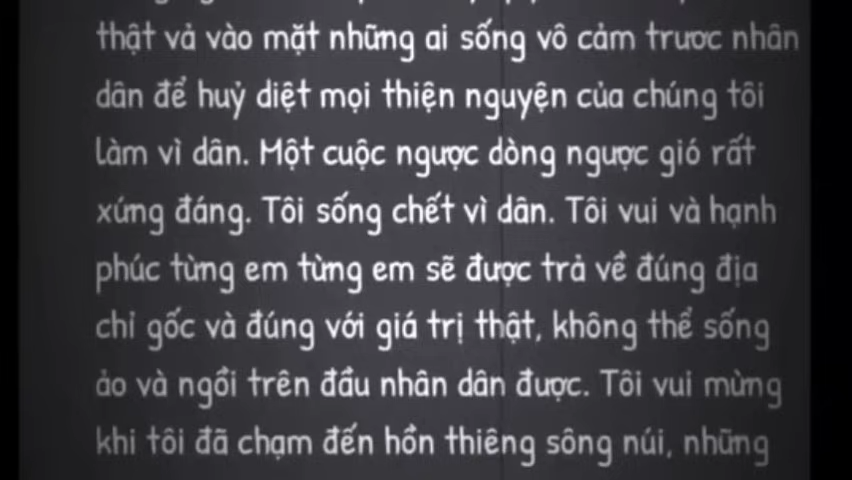 thật vả vào mặt những ai sống vô cảm trươc nhân
dân để huỷ diệt mọi thiện nguyện của chúng tôi
làm vì dân. Một cuộc ngược dòng ngược gió rất
xứng đáng. Tôi sống chết vì dân. Tôi vui và hạnh
phúc từng em từng em sẽ được trả về đúng địa
chỉ gốc và đúng với giá trị thật, không thể sống
ảo và ngồi trên đầu nhân dân được. Tôi vui mừng
khi tôi đã chạm đến hồn thiêng sông núi, những